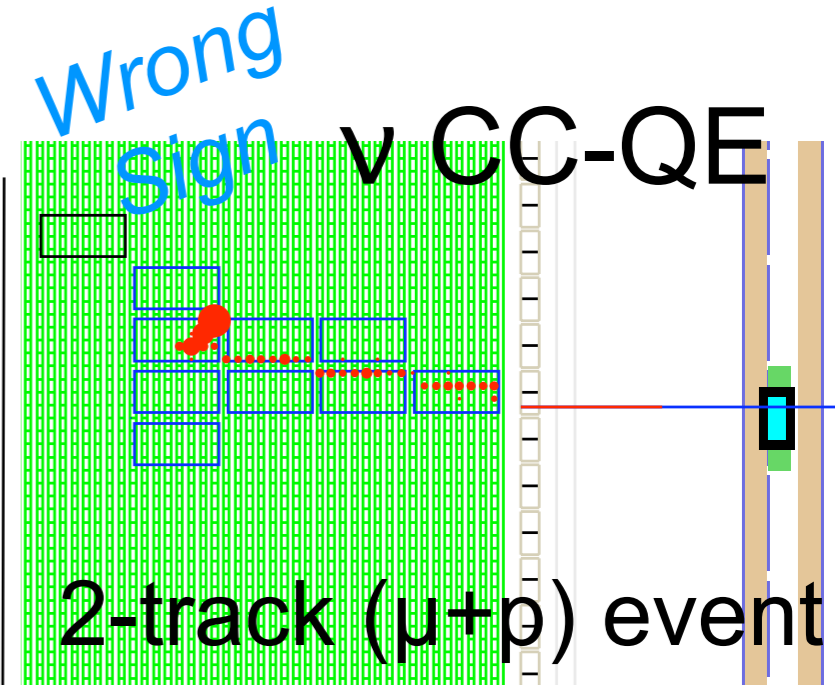 Wrong
Sign
ν CC-QE
2-track (μ+p) event